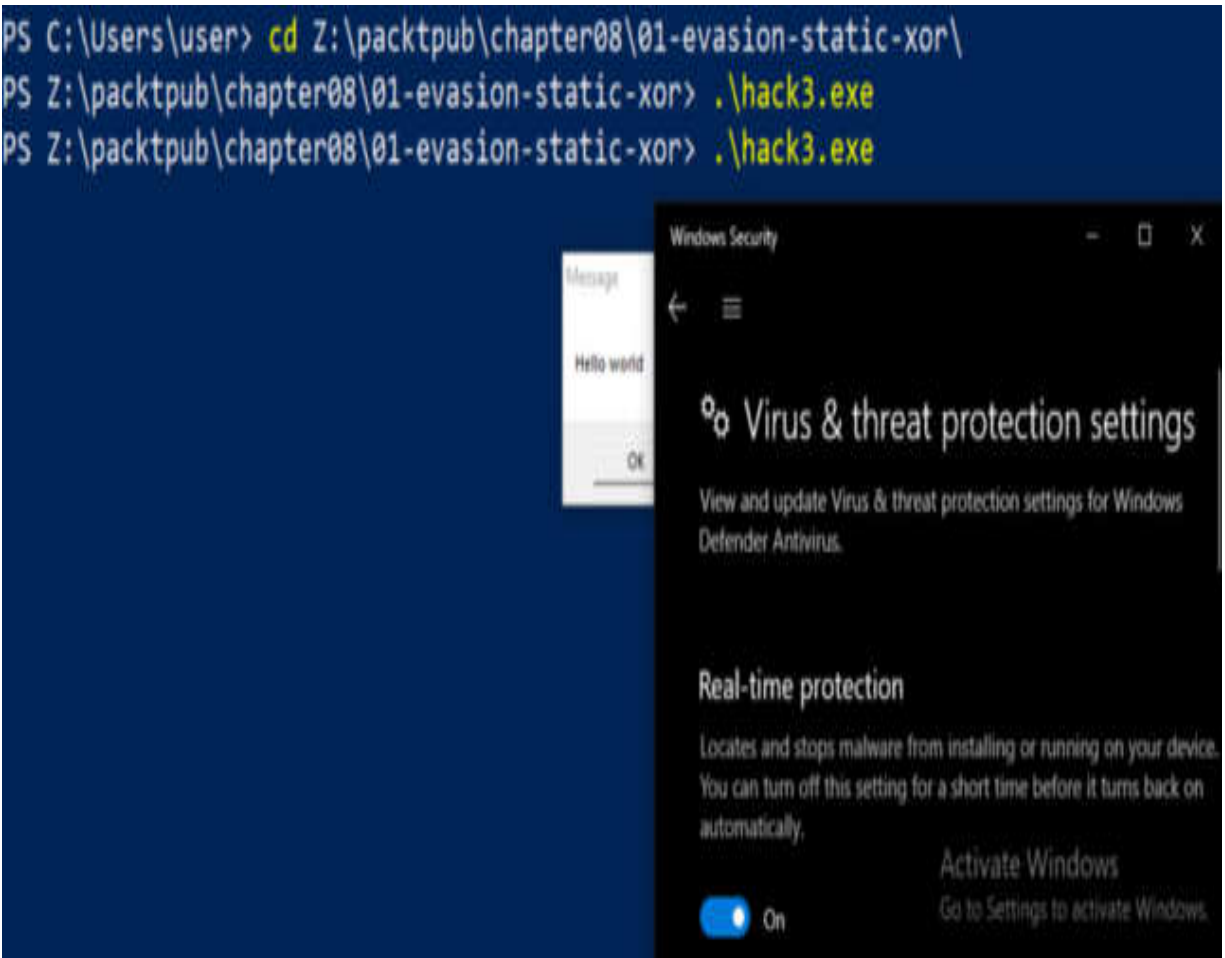 PS C:\Users\user> cd Z:\packtpub\chapter08\01-evasion-static-xor\
PS Z:\packtpub\chapter08\01-evasion-static-xor> .\hack3.exe
PS Z:\packtpub\chapter08\01-evasion-static-xor> .\hack3.exe
Message
Hello world
OK
Windows Security
Virus & threat protection settings
View and update Virus & threat protection settings for Windows
Defender Antivirus.
Real-time protection
Locates and stops malware from installing or running on your device.
You can turn off this setting for a short time before it turns back on
automatically.
On
Activate Windows
Go to Settings to activate Windows.